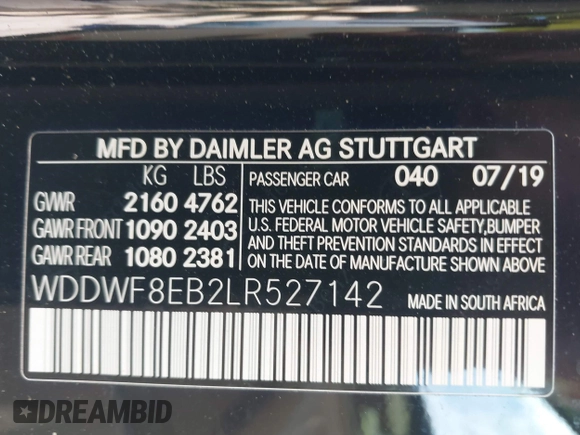 MFD BY DAIMLER AG STUTTGART
KG LBS PASSENGER CAR 040 07/19
GVWR 2160 4762 THIS VEHICLE CONFORMS TO ALL APPLICABLE
GAWR FRONT 1090 2403 U.S. FEDERAL MOTOR VEHICLE SAFETY,BUMPER
GAWR REAR 1080 2381 AND THEFT PREVENTION STANDARDS IN EFFECT
ON THE DATE OF MANUFACTURE SHOWN ABOVE.
WDDWF8EB2LR527142 MADE IN SOUTH AFRICA
DREAMBID